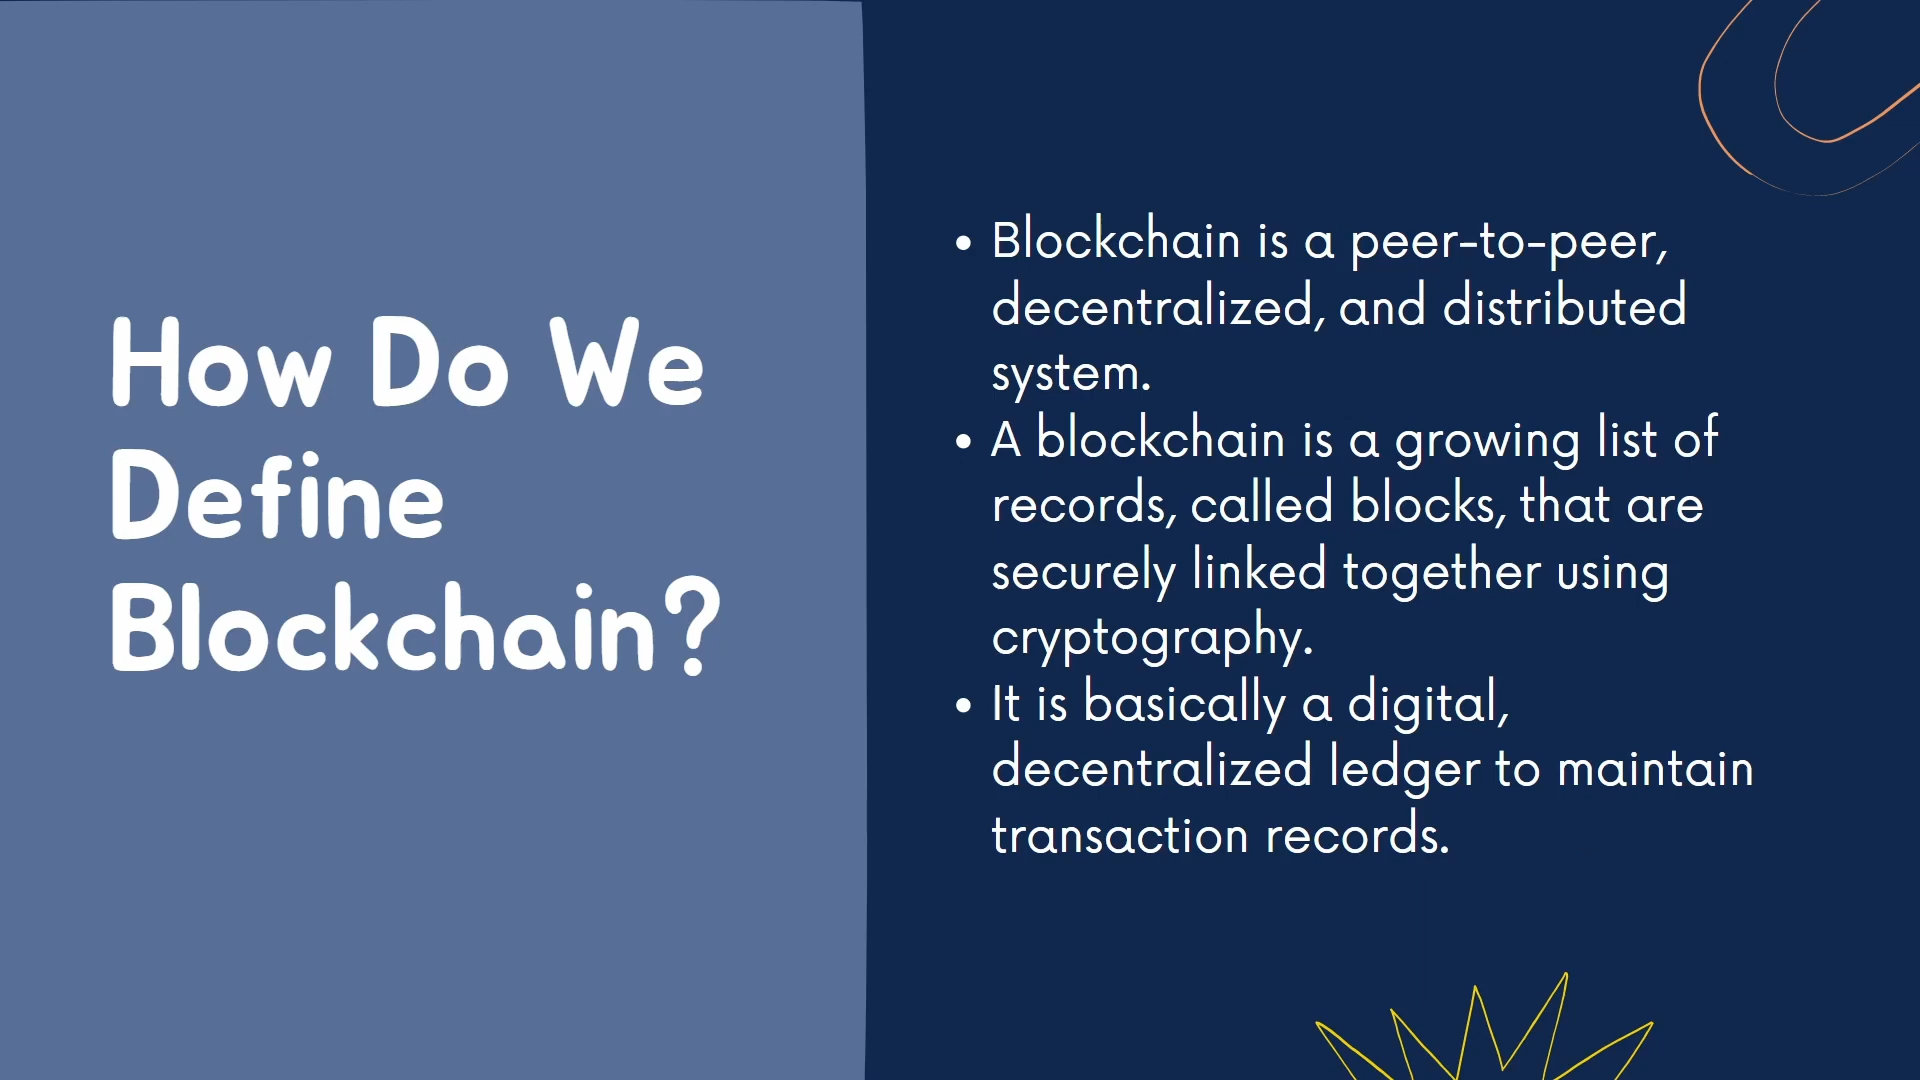 How Do We
Define
Blockchain?
• Blockchain is a peer-to-peer,
decentralized, and distributed
system.
• A blockchain is a growing list of
records, called blocks, that are
securely linked together using
cryptography.
• It is basically a digital,
decentralized ledger to maintain
transaction records.